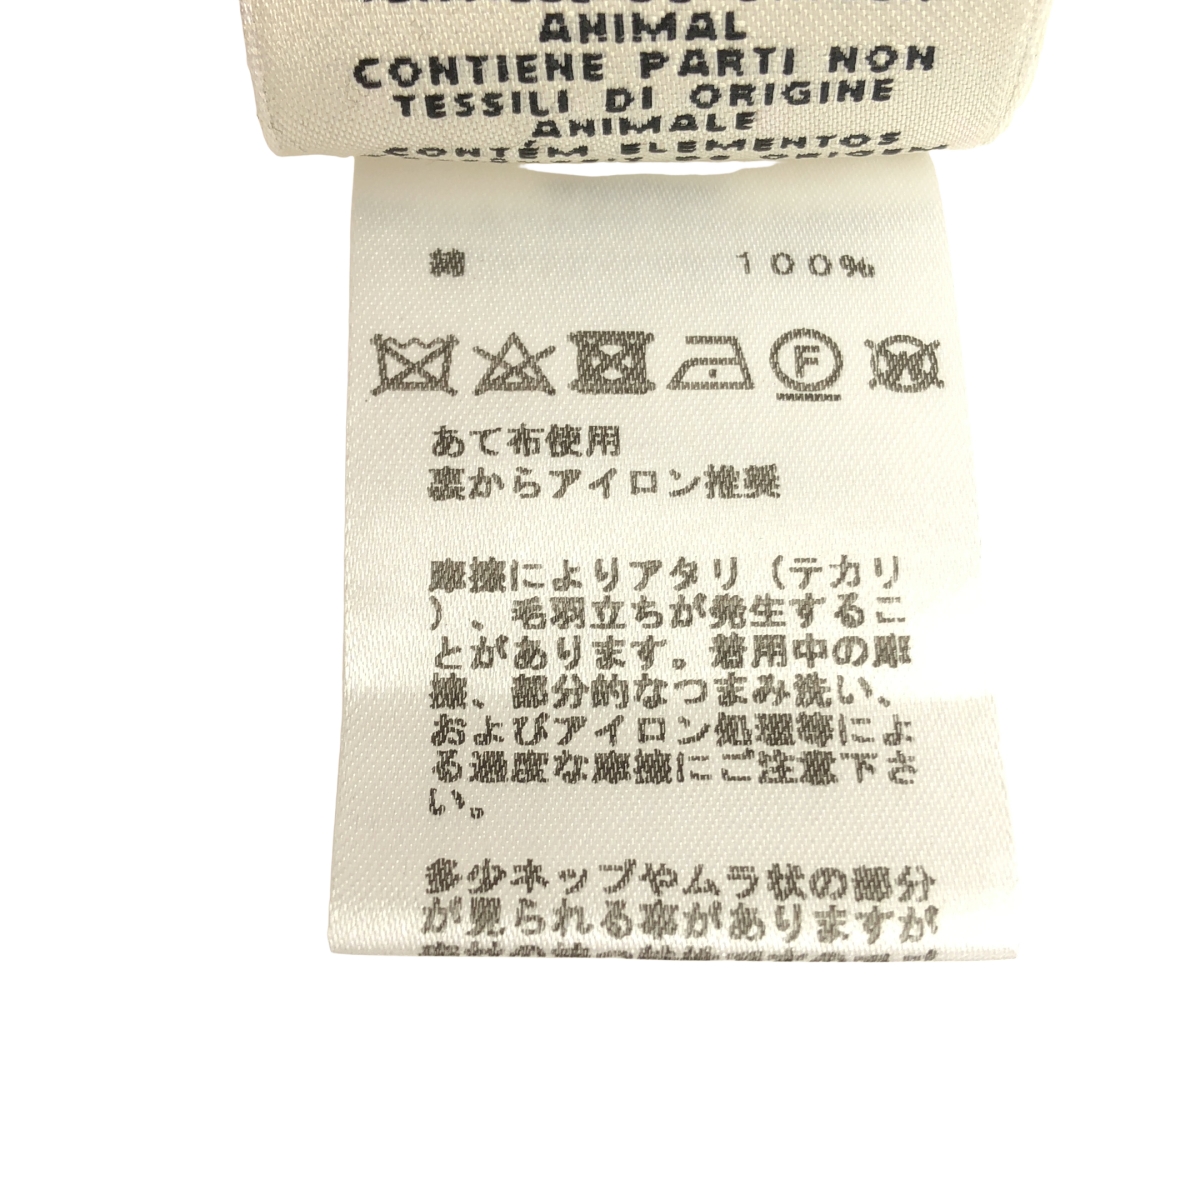 ANIMAL
CONTIENE PARTI NON
TESSILI DI ORIGINE
ANIMALE
CONTÉM ELEMENTOS
綿 100%
F
W
あて布使用
裏からアイロン推奨
摩擦によりアタリ（テカリ
）、毛羽立ちが発生するこ
とがあります。着用中の摩
擦、部分的なつまみ洗い、
およびアイロン処理等によ
る過度な摩擦にご注意下さ
い。
多少ネップやムラ状の部分
が見られる事がありますが